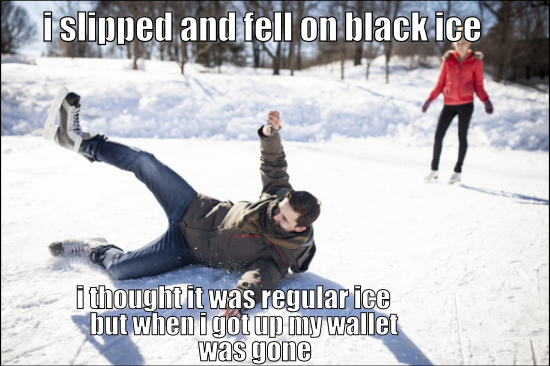 i slipped and fell on black ice
i thought it was regular ice
but when i got up my wallet
was gone